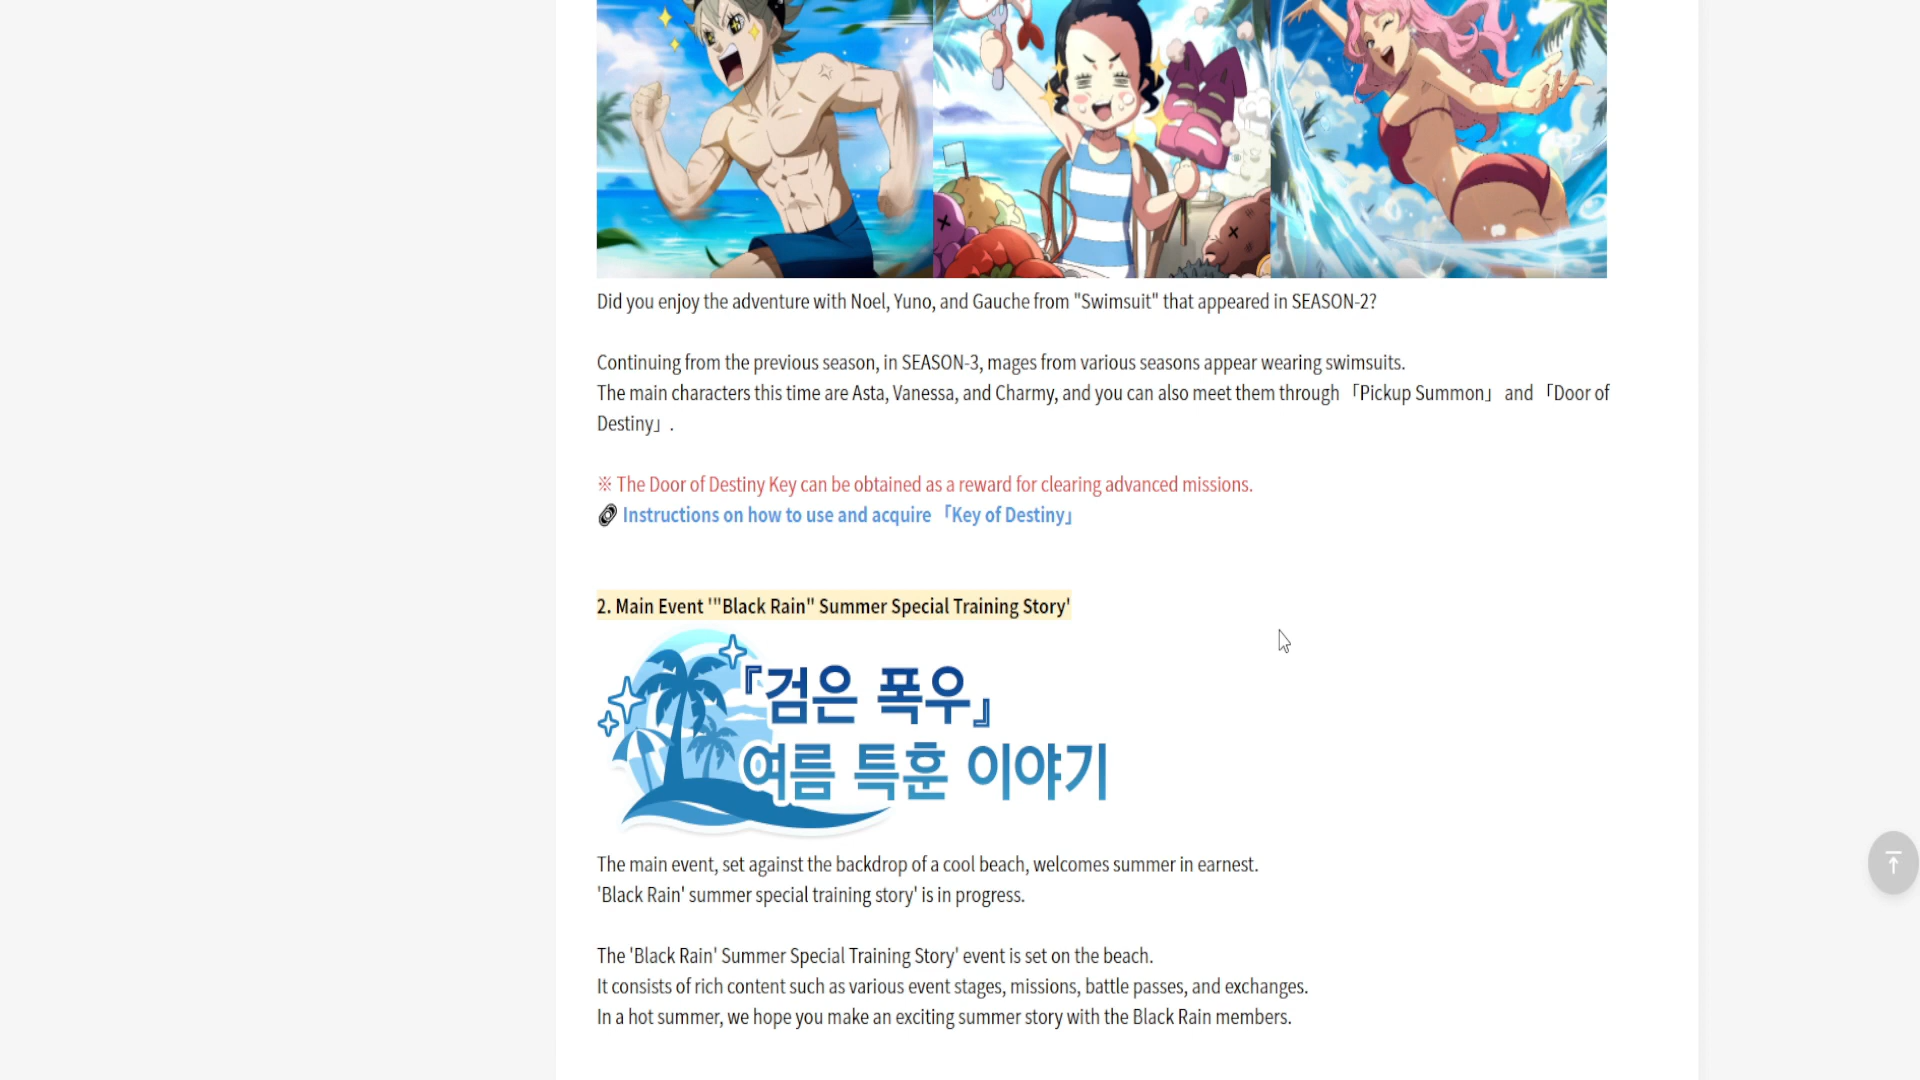 Did you enjoy the adventure with Noel, Yuno, and Gauche from "Swimsuit" that appeared in SEASON-2?
Continuing from the previous season, in SEASON-3, mages from various seasons appear wearing swimsuits.
The main characters this time are Asta, Vanessa, and Charmy, and you can also meet them through 「Pickup Summon」 and 「Door of
Destiny」 .
※ The Door of Destiny Key can be obtained as a reward for clearing advanced missions.
Instructions on how to use and acquire 「Key of Destiny」
2. Main Event '"Black Rain" Summer Special Training Story'
『검은 폭우』
여름 특훈 이야기
The main event, set against the backdrop of a cool beach, welcomes summer in earnest.
'Black Rain' summer special training story' is in progress.
The 'Black Rain' Summer Special Training Story' event is set on the beach.
It consists of rich content such as various event stages, missions, battle passes, and exchanges.
In a hot summer, we hope you make an exciting summer story with the Black Rain members.